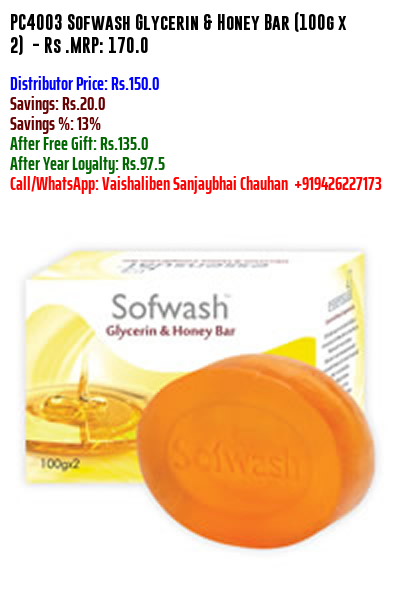 PC4003 Sofwash Glycerin & Honey Bar (100g x
2) - Rs .MRP: 170.0
Distributor Price: Rs.150.0
Savings: Rs.20.0
Savings %: 13%
After Free Gift: Rs.135.0
After Year Loyalty: Rs.97.5
Call/WhatsApp: Vaishaliben Sanjaybhai Chauhan +919426227173
Sofwash™
Glycerin & Honey Bar
Sofwash
100gx2